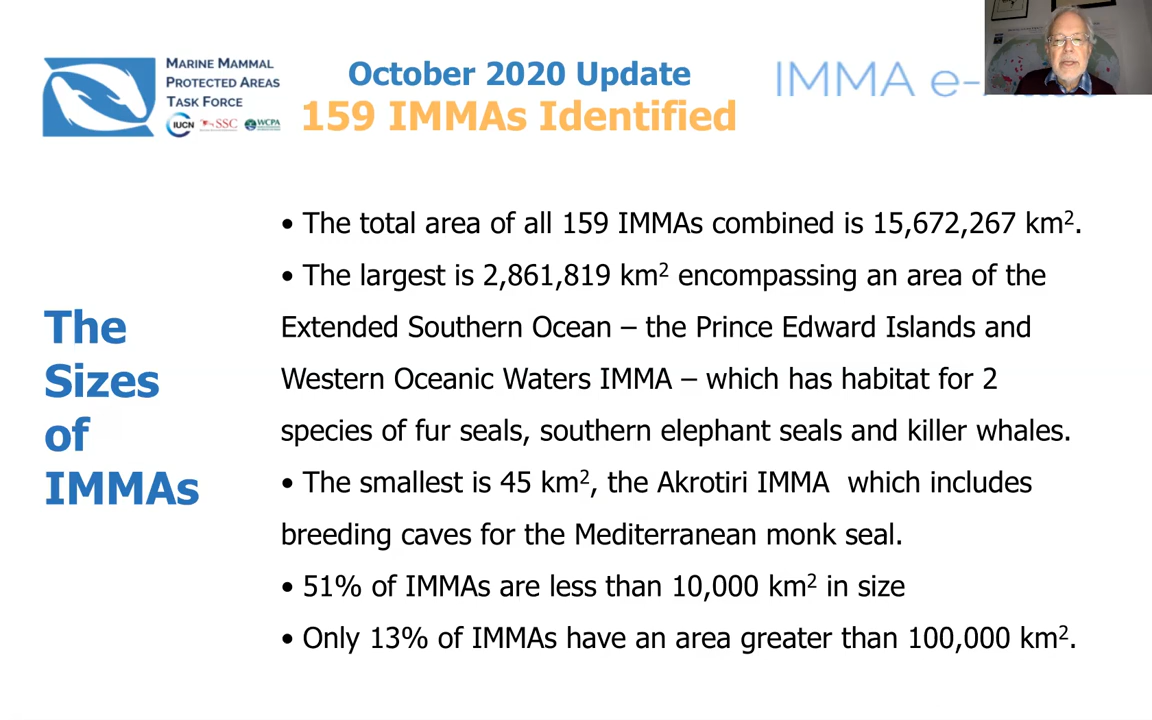 MARINE MAMMAL
PROTECTED AREAS
TASK FORCE
IUCN SSC WCPA
October 2020 Update
159 IMMAs Identified
IMMA
The
Sizes
of
IMMAs
• The total area of all 159 IMMAs combined is 15,672,267 km².
• The largest is 2,861,819 km² encompassing an area of the
Extended Southern Ocean – the Prince Edward Islands and
Western Oceanic Waters IMMA – which has habitat for 2
species of fur seals, southern elephant seals and killer whales.
• The smallest is 45 km², the Akrotiri IMMA which includes
breeding caves for the Mediterranean monk seal.
• 51% of IMMAs are less than 10,000 km² in size
• Only 13% of IMMAs have an area greater than 100,000 km².